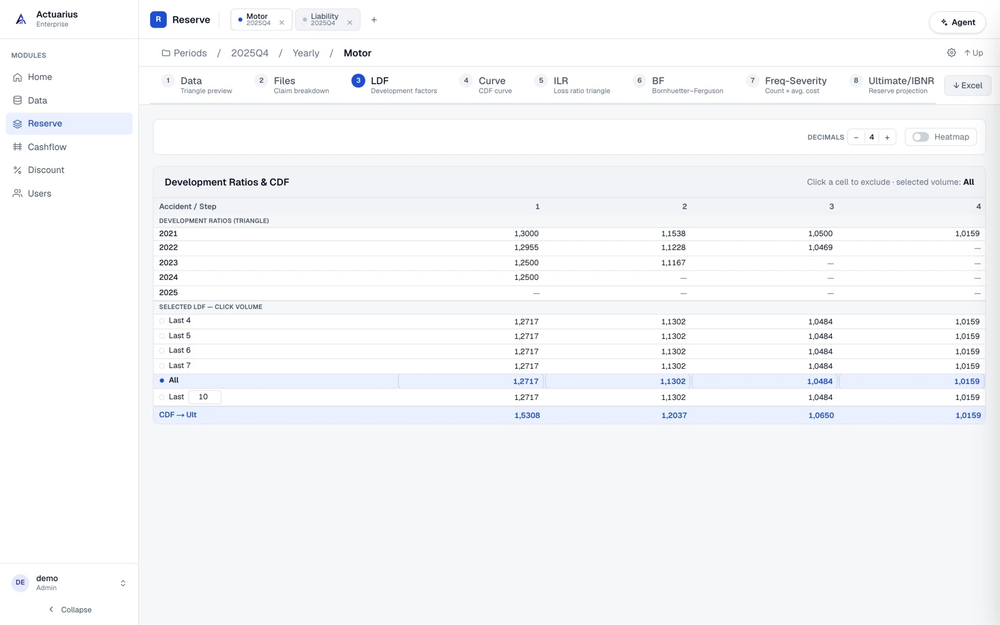 Actuarius
Enterprise
MODULES
Home
Data
Reserve
Cashflow
Discount
Users
DE
demo
Admin
Collapse
R
Reserve
Motor
2025Q4
Liability
2025Q4
+
Agent
Periods / 2025Q4 / Yearly / Motor
↑ Up
1 Data
Triangle preview
2 Files
Claim breakdown
3 LDF
Development factors
4 Curve
CDF curve
5 ILR
Loss ratio triangle
6 BF
Bornhuetter–Ferguson
7 Freq-Severity
Count × avg. cost
8 Ultimate/IBNR
Reserve projection
↓ Excel
DECIMALS − 4 +
Heatmap
Development Ratios & CDF
Click a cell to exclude · selected volume: All
Accident / Step 1 2 3 4
DEVELOPMENT RATIOS (TRIANGLE)
2021 1,3000 1,1538 1,0500 1,0159
2022 1,2955 1,1228 1,0469 —
2023 1,2500 1,1167 — —
2024 1,2500 — — —
2025 — — — —
SELECTED LDF — CLICK VOLUME
Last 4 1,2717 1,1302 1,0484 1,0159
Last 5 1,2717 1,1302 1,0484 1,0159
Last 6 1,2717 1,1302 1,0484 1,0159
Last 7 1,2717 1,1302 1,0484 1,0159
All 1,2717 1,1302 1,0484 1,0159
Last 10 1,2717 1,1302 1,0484 1,0159
CDF → Ult 1,5308 1,2037 1,0650 1,0159